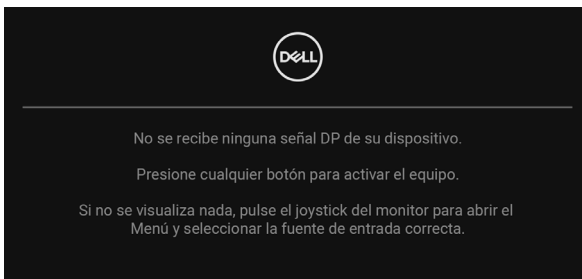 DELL
No se recibe ninguna señal DP de su dispositivo.
Presione cualquier botón para activar el equipo.
Si no se visualiza nada, pulse el joystick del monitor para abrir el
Menú y seleccionar la fuente de entrada correcta.